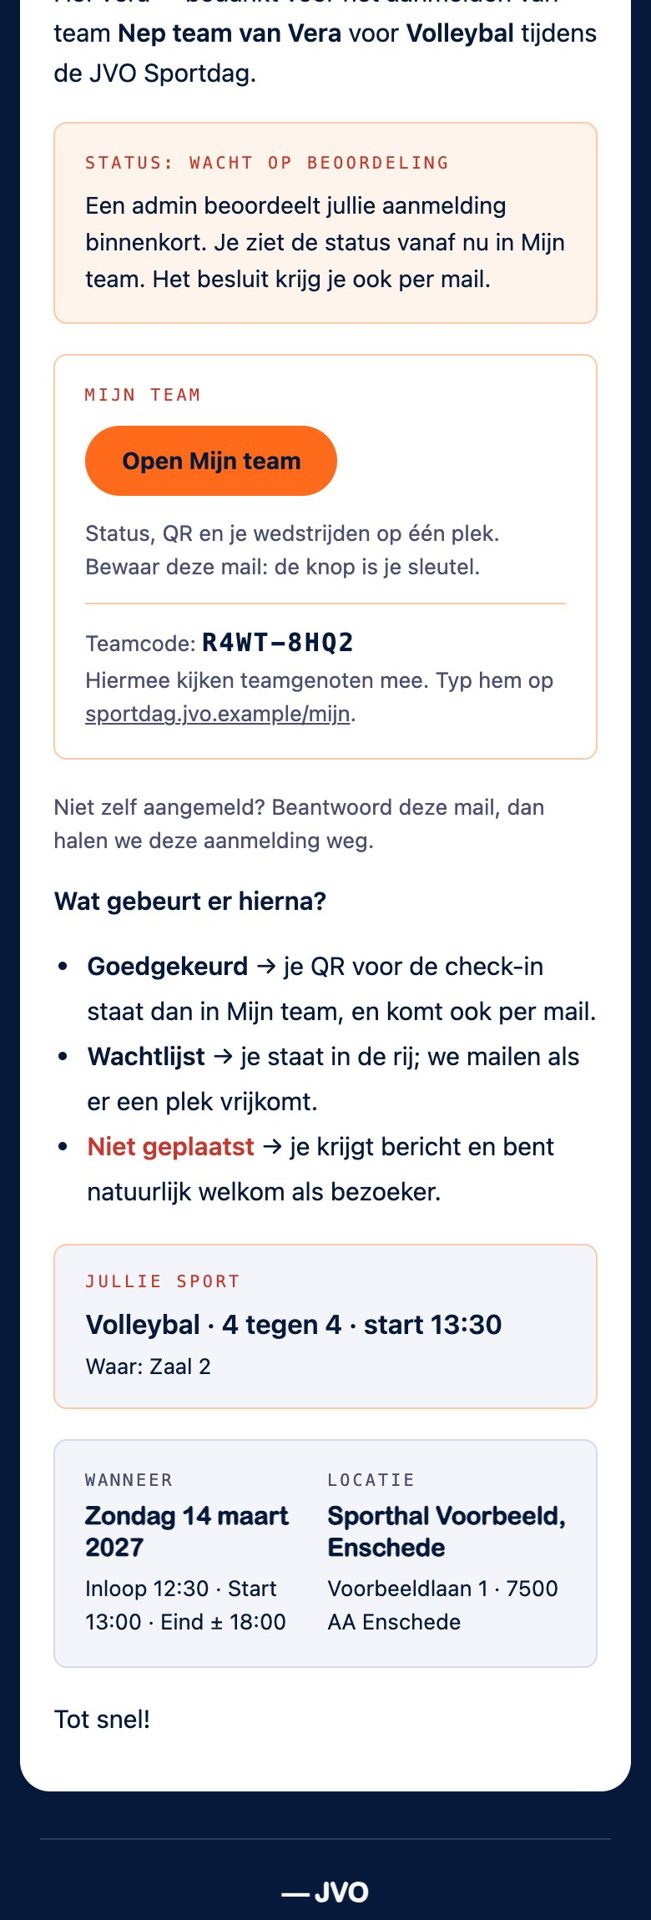 team Nep team van Vera voor Volleybal tijdens
de JVO Sportdag.
STATUS: WACHT OP BEOORDELING
Een admin beoordeelt jullie aanmelding
binnenkort. Je ziet de status vanaf nu in Mijn
team. Het besluit krijg je ook per mail.
MIJN TEAM
Open Mijn team
Status, QR en je wedstrijden op één plek.
Bewaar deze mail: de knop is je sleutel.
Teamcode: R4WT-8HQ2
Hiermee kijken teamgenoten mee. Typ hem op
sportdag.jvo.example/mijn.
Niet zelf aangemeld? Beantwoord deze mail, dan
halen we deze aanmelding weg.
Wat gebeurt er hierna?
• Goedgekeurd → je QR voor de check-in
staat dan in Mijn team, en komt ook per mail.
• Wachtlijst → je staat in de rij; we mailen als
er een plek vrijkomt.
• Niet geplaatst → je krijgt bericht en bent
natuurlijk welkom als bezoeker.
JULLIE SPORT
Volleybal · 4 tegen 4 · start 13:30
Waar: Zaal 2
WANNEER
Zondag 14 maart
2027
Inloop 12:30 · Start
13:00 · Eind ± 18:00
LOCATIE
Sporthal Voorbeeld,
Enschede
Voorbeeldlaan 1 · 7500
AA Enschede
Tot snel!
— JVO